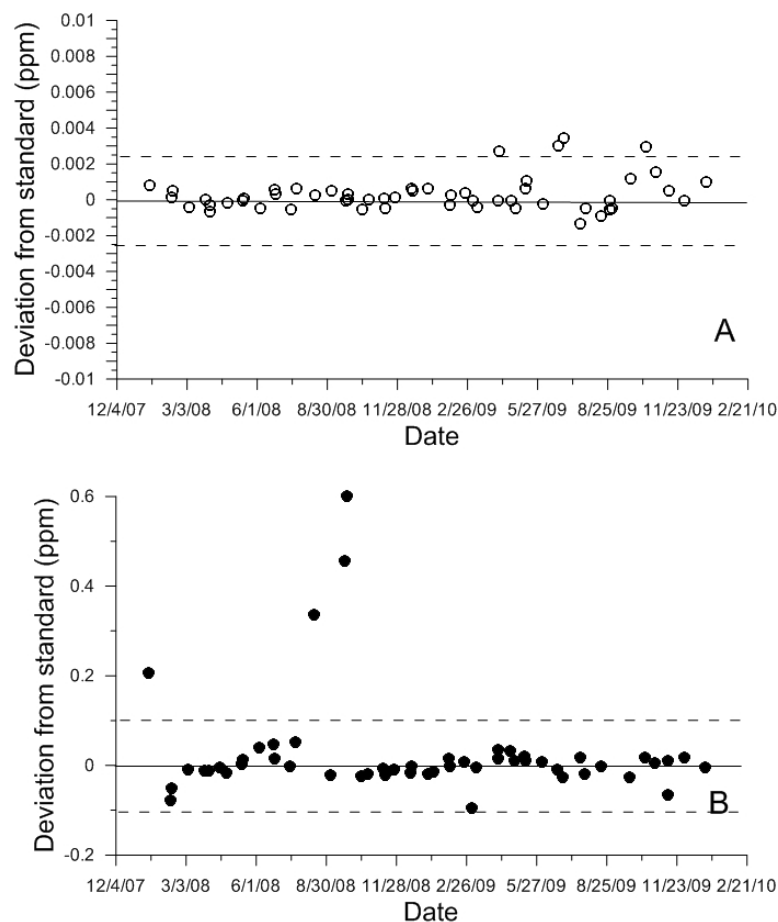 0.01
0.008
0.006
0.004
0.002
0
-0.002
-0.004
-0.006
-0.008
-0.01
Deviation from standard (ppm)
A
12/4/07 3/3/08 6/1/08 8/30/08 11/28/08 2/26/09 5/27/09 8/25/09 11/23/09 2/21/10
Date
0.6
0.4
0.2
0
-0.2
Deviation from standard (ppm)
B
12/4/07 3/3/08 6/1/08 8/30/08 11/28/08 2/26/09 5/27/09 8/25/09 11/23/09 2/21/10
Date